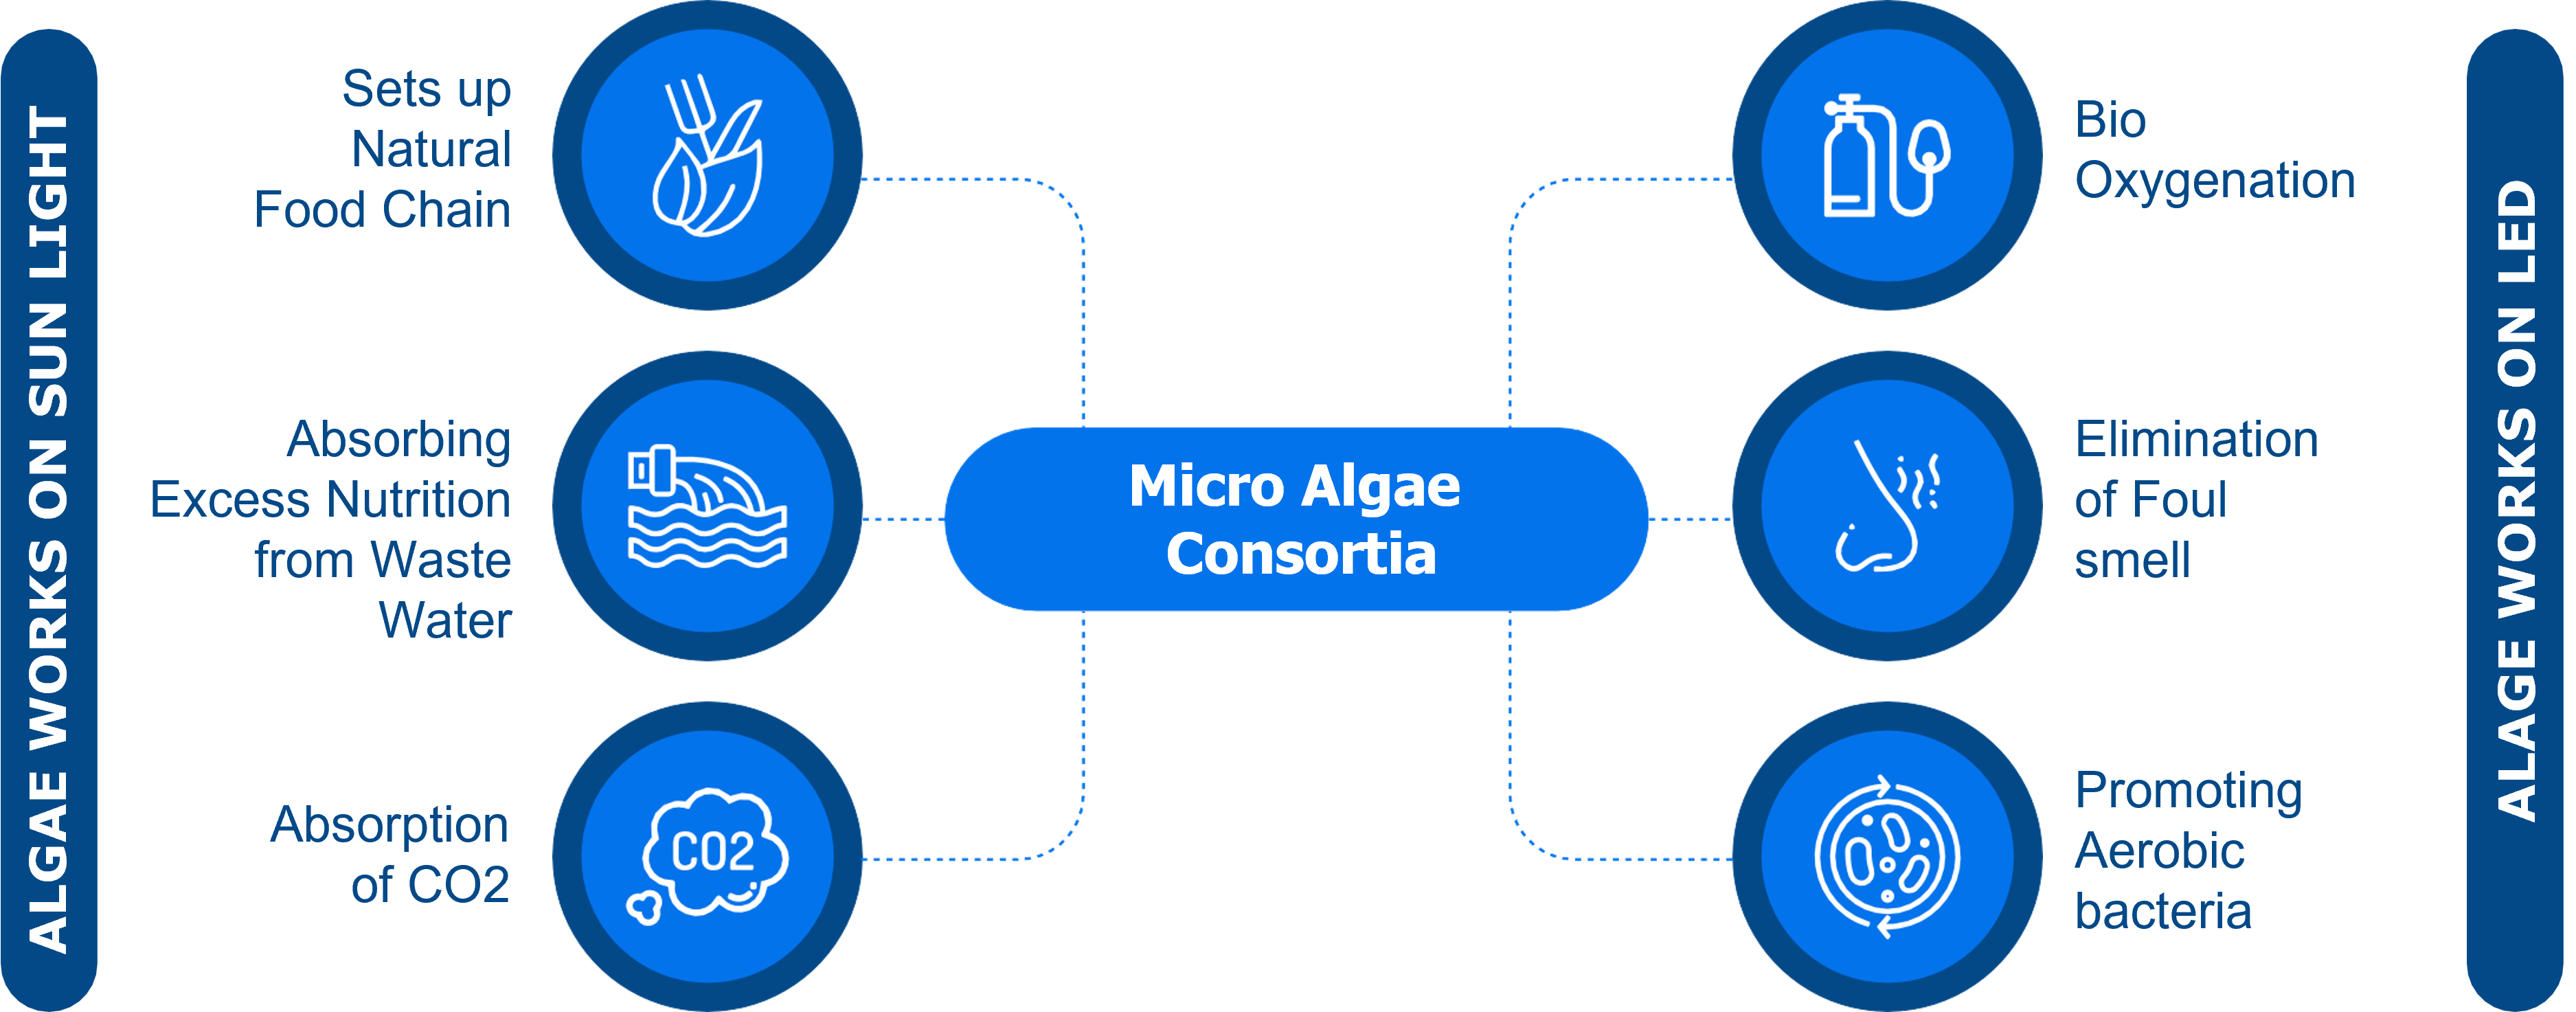 ALGAE WORKS ON SUN LIGHT
Sets up
Natural
Food Chain
Absorbing
Excess Nutrition
from Waste
Water
CO2
Absorption
of CO2
Micro Algae
Consortia
Bio
Oxygenation
Elimination
of Foul
smell
Promoting
Aerobic
bacteria
ALAGE WORKS ON LED